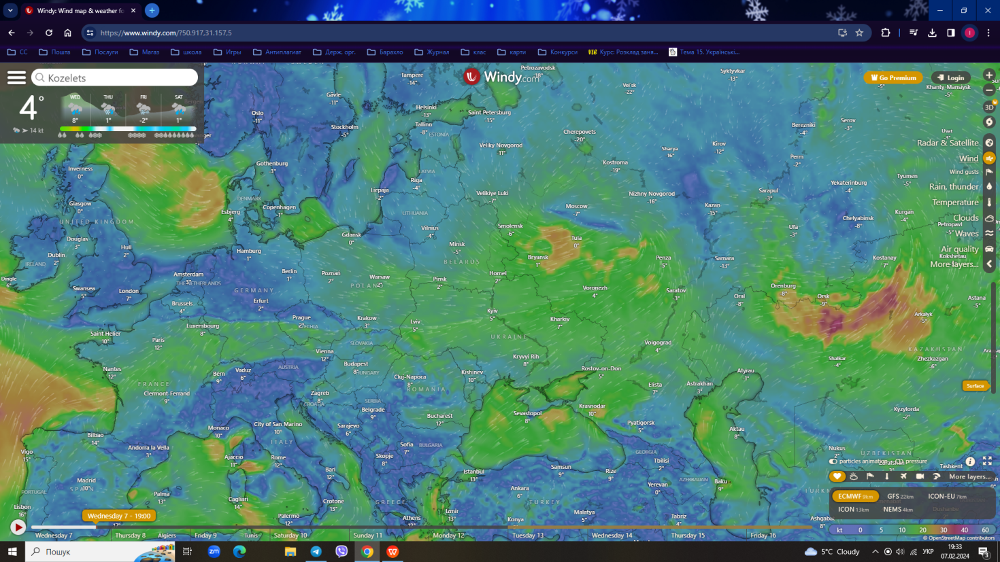 Windy: Wind map & weather fo
https://www.windy.com/?50.917,31.157,5
СС Пошта Послуги Магаз школа Игры Антиплагиат Держ. орг. Барахло Журнал клас карти Конкурси Курс: Розклад заня... Тема 15. Українські...
Kozelets
4°
14 kt
WED THU FRI SAT
8° 1° -2° 1°
Windy.com
Go Premium
Login
3D
Radar & Satellite
Wind
Wind gusts
Rain, thunder
Temperature
Clouds
Waves
Air quality
More layers...
Petrozavodsk
-18°
Syktyvkar
-13°
Tampere
-14°
Vel'sk
-22°
Khanty Mansiysk
-5°
Gävle
-11°
Oslo
-11°
Helsinki
-13°
Saint Petersburg
-15°
Tallinn
-8°
ESTONIA
Stockholm
-5°
Cherepovets
-20°
Berezniki
-4°
Serov
-3°
Uvat
-3°
Veliky Novgorod
-11°
Sharya
-16°
Kirov
-12°
Perm
-2°
Gothenburg
-3°
Kostroma
-19°
Inverness
0°
LATVIA
Riga
-4°
Tyumen
-5°
Yekaterinburg
-4°
Liepaja
-2°
Velikiye Luki
-7°
Nizhny Novgorod
-16°
Sarapul
-3°
DENMARK
Copenhagen
-1°
Glasgow
0°
Esbjerg
4°
LITHUANIA
Moscow
-7°
Kazan
-15°
Kurgan
-4°
Chelyabinsk
-8°
Petropavl
-5°
UNITED KINGDOM
Vilnius
-4°
Smolensk
6°
Ufa
-3°
Gdansk
0°
Douglas
3°
Tula
0°
Minsk
-5°
Hull
2°
Dublin
2°
IRELAND
Hamburg
1°
BELARUS
Bryansk
1°
Penza
-5°
Samara
-13°
Kostanay
-7°
Kokshetau
Amsterdam
3°
THE NETHERLANDS
Berlin
1°
Poznań
2°
Warsaw
2°
POLAND
Pinsk
2°
Homel
2°
Dingle
6°
Swansea
5°
London
7°
GERMANY
Voronezh
4°
Saratov
3°
Orenburg
8°
Oral
-8°
Orsk
-9°
Astana
-5°
Brussels
4°
Erfurt
2°
Kyiv
5°
Kharkiv
7°
Arkalyk
-5°
Prague
2°
CZECHIA
Krakow
3°
Lviv
5°
Luxembourg
8°
Saint Helier
10°
Paris
12°
UKRAINE
SLOVAKIA
Volgograd
4°
KAZAKHSTAN
Vienna
12°
Kryvyi Rih
8°
Shalkar
4°
Zhezkazgan
-6°
Nantes
12°
AUSTRIA
Budapest
8°
HUNGARY
Kishinev
10°
Rostov-on-Don
5°
Bern
9°
Vaduz
6°
Cluj-Napoca
8°
ROMANIA
Atyrau
-1°
FRANCE
Elista
7°
Astrakhan
3°
Surface
Clermont-Ferrand
9°
Zagreb
8°
CROATIA
SERBIA
Belgrade
9°
Krasnodar
10°
Kyzylorda
-2°
Sevastopol
8°
Bucharest
12°
Monaco
10°
City of San Marino
10°
Sarajevo
6°
Pyatigorsk
5°
Aktau
8°
Bilbao
14°
ITALY
Sofia
7°
BULGARIA
Andorra la Vella
3°
Vigo
15°
Ajaccio
11°
Rome
12°
Skopje
8°
GEORGIA
Tbilisi
2°
Nukus
2°
UZBEKISTAN
Tashkent
particles animation
pressure
Bari
12°
Istanbul
13°
Samsun
9°
Rize
9°
Madrid
10°
SPAIN
PORTUGAL
Yerevan
0°
AZERBAIJAN
Baku
9°
More layers...
Palma
13°
Cagliari
14°
Crotone
13°
GREECE
Ankara
6°
TURKEY
Lisbon
16°
Palermo
12°
Athens
13°
Izmir
13°
Malatya
5°
Konya
Tabriz
4°
Ashgabat
8°
ECMWF 9km GFS 22km ICON-EU 7km
ICON 13km NEMS 4km
Wednesday 7 - 19:00
kt 0 5 10 20 30 40 60
© OpenStreetMap contributors
Wednesday 7 Thursday 8 Algiers Friday 9 Tunis Saturday 10 Sunday 11 Monday 12 Tuesday 13 Wednesday 14 Thursday 15 Friday 16
Пошук
5°C Cloudy
УКР
19:33
07.02.2024
3